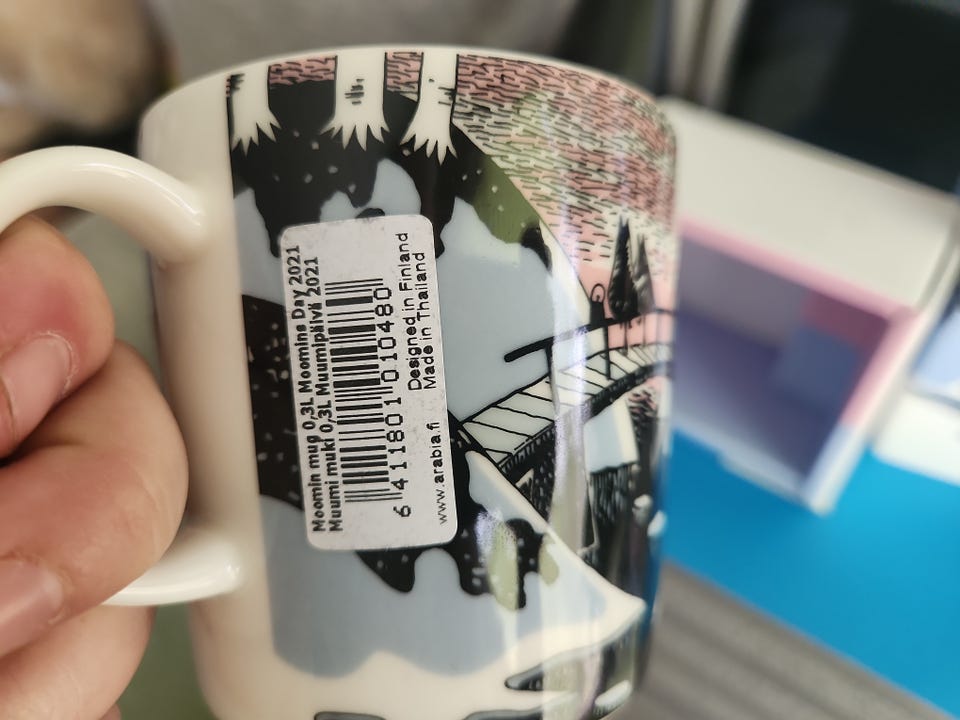 Moomin mug 0,3L Moomins Day 2021
Muumi muki 0,3L Muumipäivä 2021
6 411801 010480
Designed in Finland
Made in Thailand
www.arabia.fi